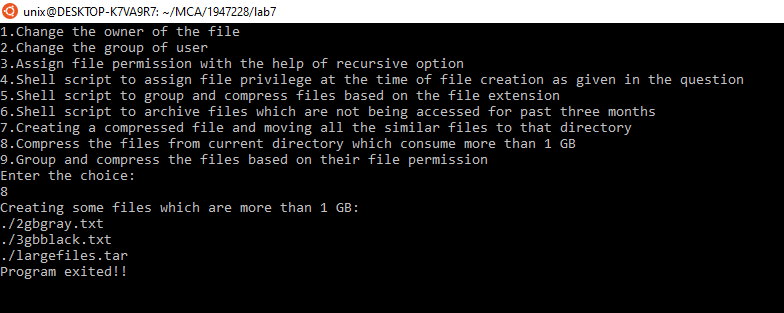 unix@DESKTOP-K7VA9R7: ~/MCA/1947228/lab7
1.Change the owner of the file
2.Change the group of user
3.Assign file permission with the help of recursive option
4.Shell script to assign file privilege at the time of file creation as given in the question
5.Shell script to group and compress files based on the file extension
6.Shell script to archive files which are not being accessed for past three months
7.Creating a compressed file and moving all the similar files to that directory
8.Compress the files from current directory which consume more than 1 GB
9.Group and compress the files based on their file permission
Enter the choice:
8
Creating some files which are more than 1 GB:
./2gbgray.txt
./3gbblack.txt
./largefiles.tar
Program exited!!